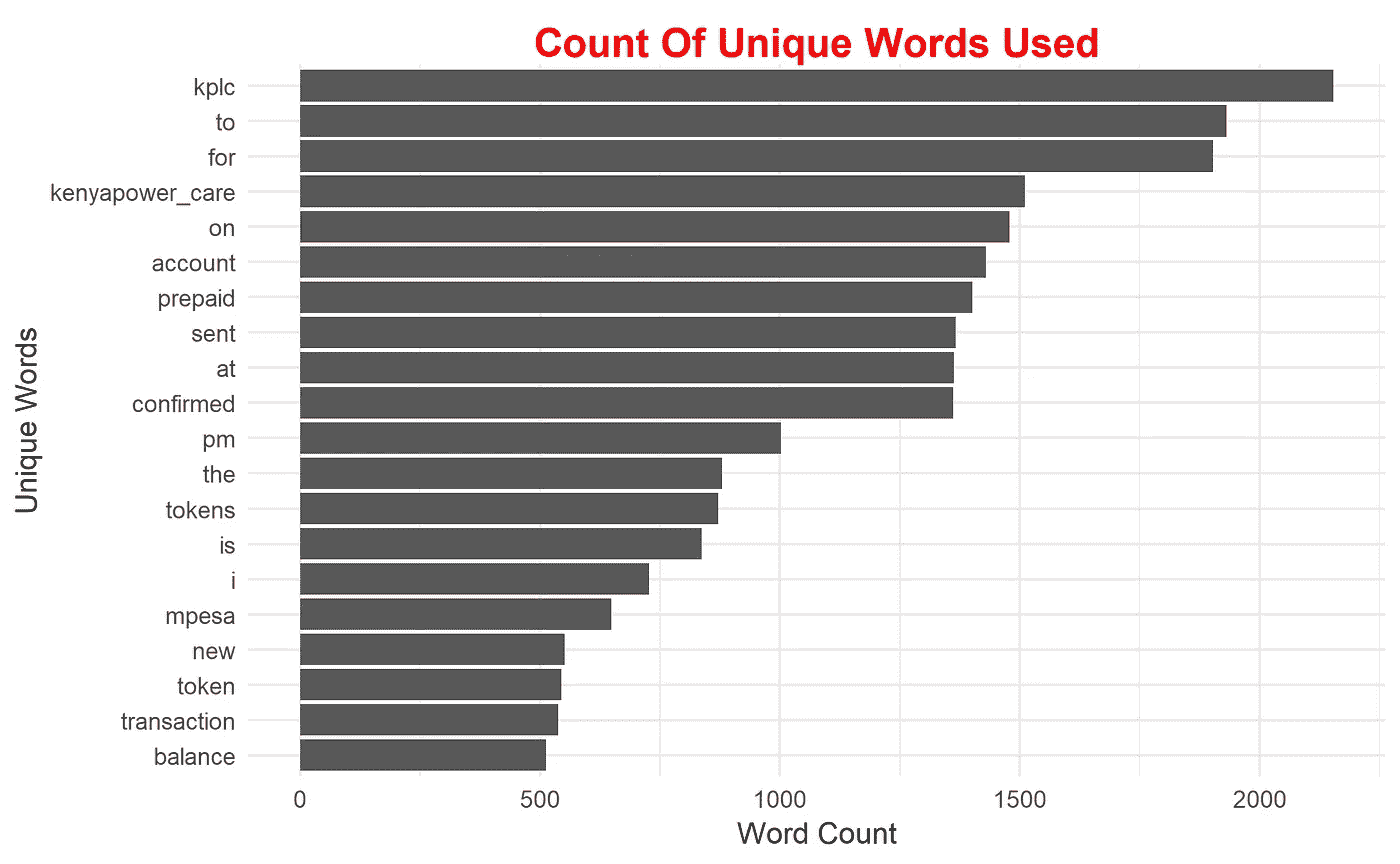 Count Of Unique Words Used
kplc
to
for
kenyapower_care
on
account
prepaid
sent
at
confirmed
pm
the
tokens
is
i
mpesa
new
token
transaction
balance
Unique Words
0 500 1000 1500 2000
Word Count